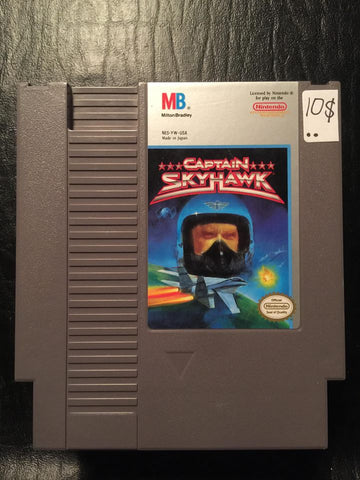 MB
Milton Bradley
Licensed by Nintendo ®
for play on the
Nintendo
10$
NES-YW-USA
Made in Japan
CAPTAIN
SKYHAWK
Official
Nintendo
Seal of Quality